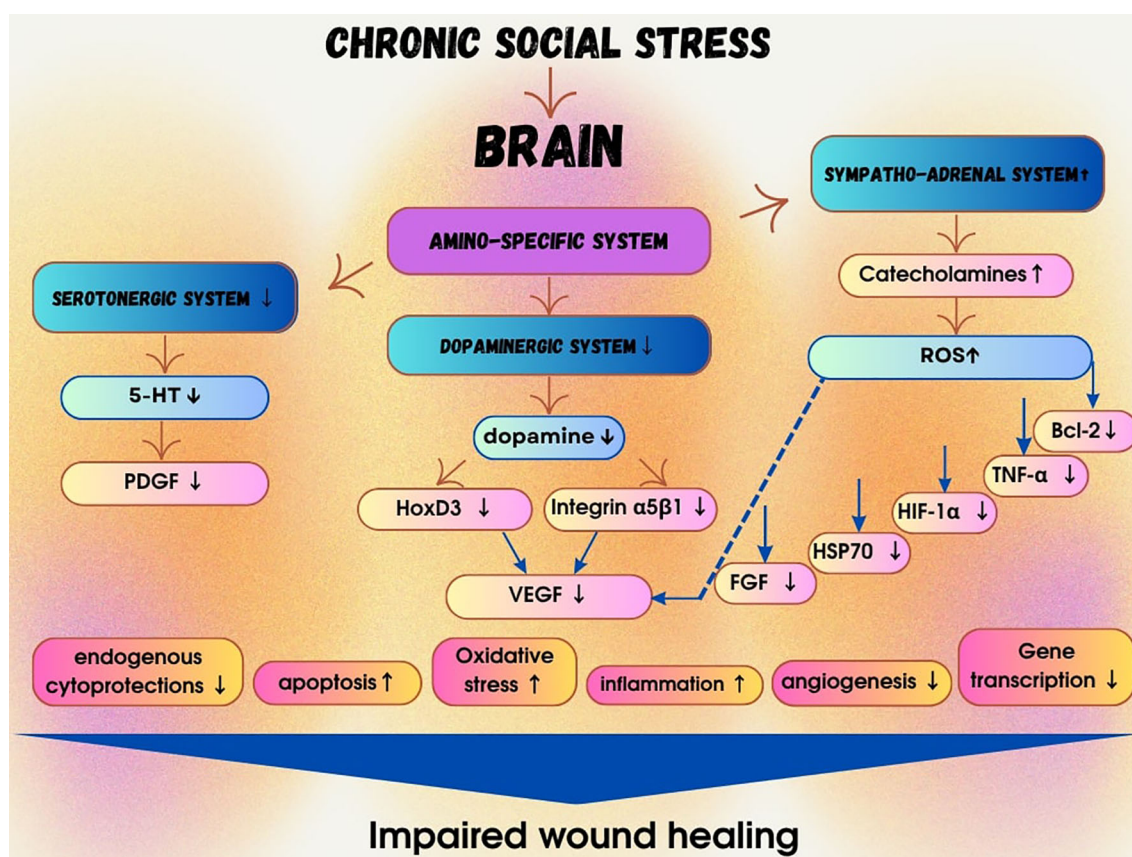 CHRONIC SOCIAL STRESS
BRAIN
SYMPATHO-ADRENAL SYSTEM↑
AMINO-SPECIFIC SYSTEM
Catecholamines ↑
SEROTONERGIC SYSTEM ↓
DOPAMINERGIC SYSTEM ↓
ROS↑
5-HT ↓
dopamine ↓
Bcl-2 ↓
PDGF ↓
TNF-α ↓
HoxD3 ↓
Integrin α5β1 ↓
HIF-1α ↓
HSP70 ↓
VEGF ↓
FGF ↓
endogenous
cytoprotections ↓
apoptosis ↑
Oxidative
stress ↑
inflammation ↑
angiogenesis ↓
Gene
transcription ↓
Impaired wound healing